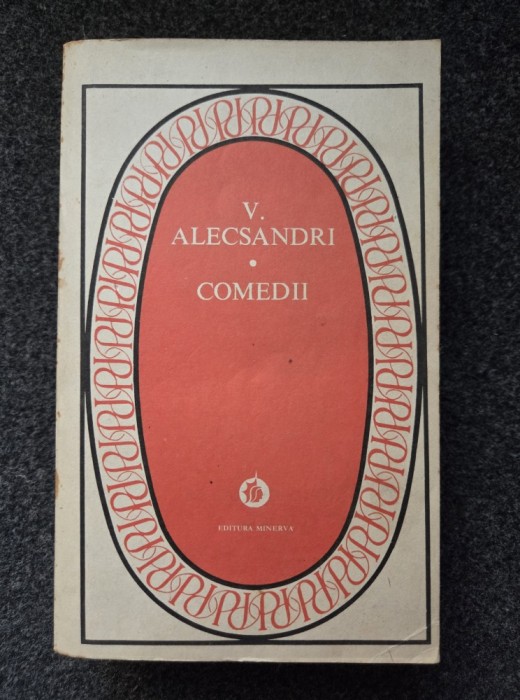 V.
ALECSANDRI
•
COMEDII
EDITURA MINERVA